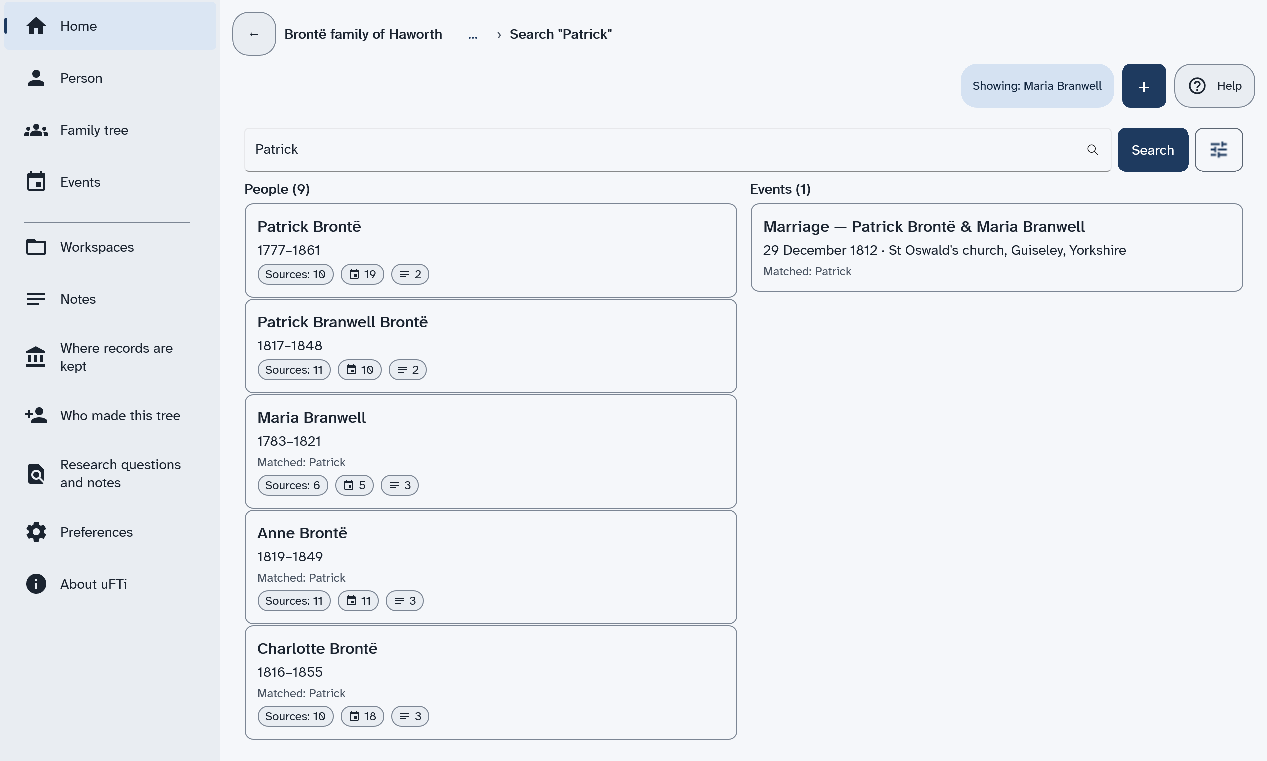 Home
Person
Family tree
Events
Workspaces
Notes
Where records are
kept
Who made this tree
Research questions
and notes
Preferences
About uFTi
← Brontë family of Haworth ... › Search "Patrick"
Showing: Maria Branwell + Help
Patrick Search
People (9)
Patrick Brontë
1777–1861
Sources: 10 19 2
Patrick Branwell Brontë
1817–1848
Sources: 11 10 2
Maria Branwell
1783–1821
Matched: Patrick
Sources: 6 5 3
Anne Brontë
1819–1849
Matched: Patrick
Sources: 11 11 3
Charlotte Brontë
1816–1855
Matched: Patrick
Sources: 10 18 3
Events (1)
Marriage — Patrick Brontë & Maria Branwell
29 December 1812 · St Oswald's church, Guiseley, Yorkshire
Matched: Patrick